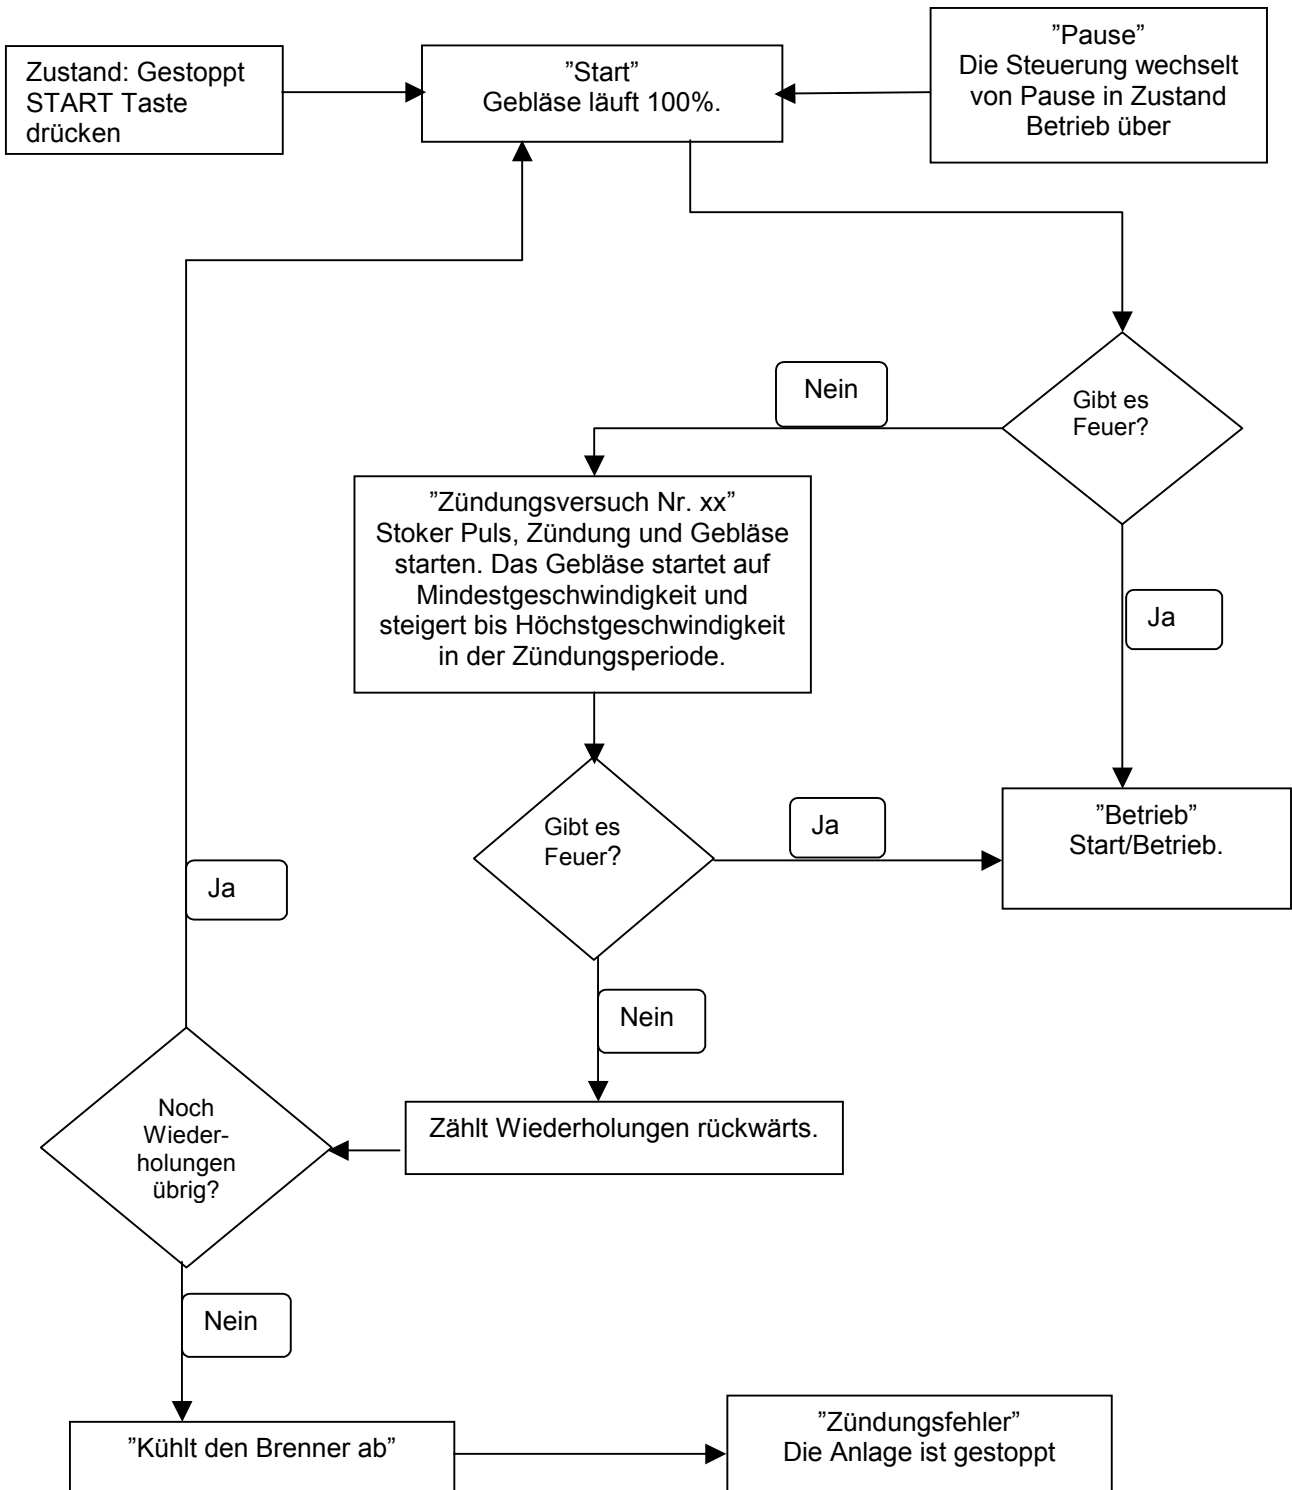 Zustand: Gestoppt
START Taste
drücken
”Start”
Gebläse läuft 100%.
”Pause”
Die Steuerung wechselt
von Pause in Zustand
Betrieb über
Nein
Gibt es
Feuer?
”Zündungsversuch Nr. xx”
Stoker Puls, Zündung und Gebläse
starten. Das Gebläse startet auf
Mindestgeschwindigkeit und
steigert bis Höchstgeschwindigkeit
in der Zündungsperiode.
Ja
Gibt es
Feuer?
Ja
”Betrieb”
Start/Betrieb.
Ja
Nein
Noch
Wieder-
holungen
übrig?
Zählt Wiederholungen rückwärts.
Nein
”Kühlt den Brenner ab”
”Zündungsfehler”
Die Anlage ist gestoppt